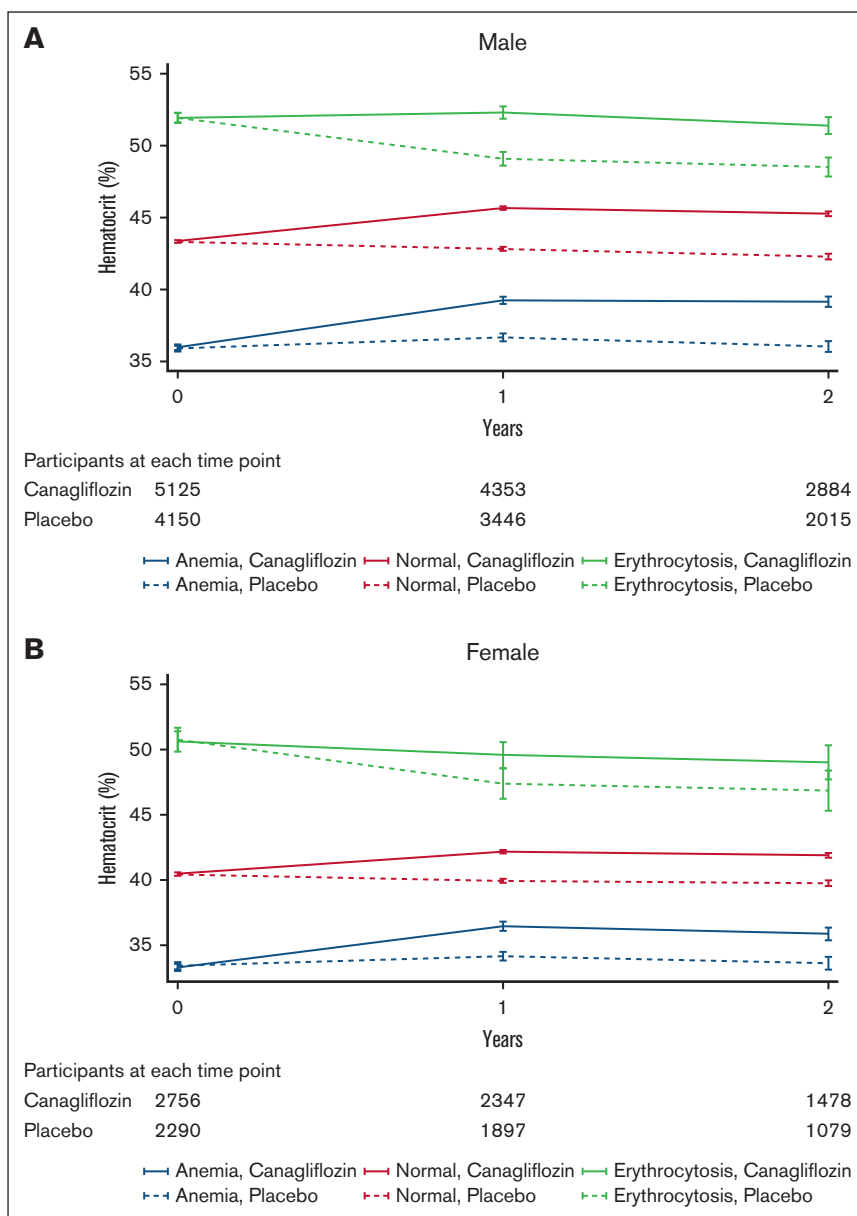 A
Male
55
50
45
40
35
Hematocrit (%)
0 1 2
Years
Participants at each time point
Canagliflozin 5125 4353 2884
Placebo 4150 3446 2015
Anemia, Canagliflozin Normal, Canagliflozin Erythrocytosis, Canagliflozin
Anemia, Placebo Normal, Placebo Erythrocytosis, Placebo
B
Female
55
50
45
40
35
Hematocrit (%)
0 1 2
Years
Participants at each time point
Canagliflozin 2756 2347 1478
Placebo 2290 1897 1079
Anemia, Canagliflozin Normal, Canagliflozin Erythrocytosis, Canagliflozin
Anemia, Placebo Normal, Placebo Erythrocytosis, Placebo